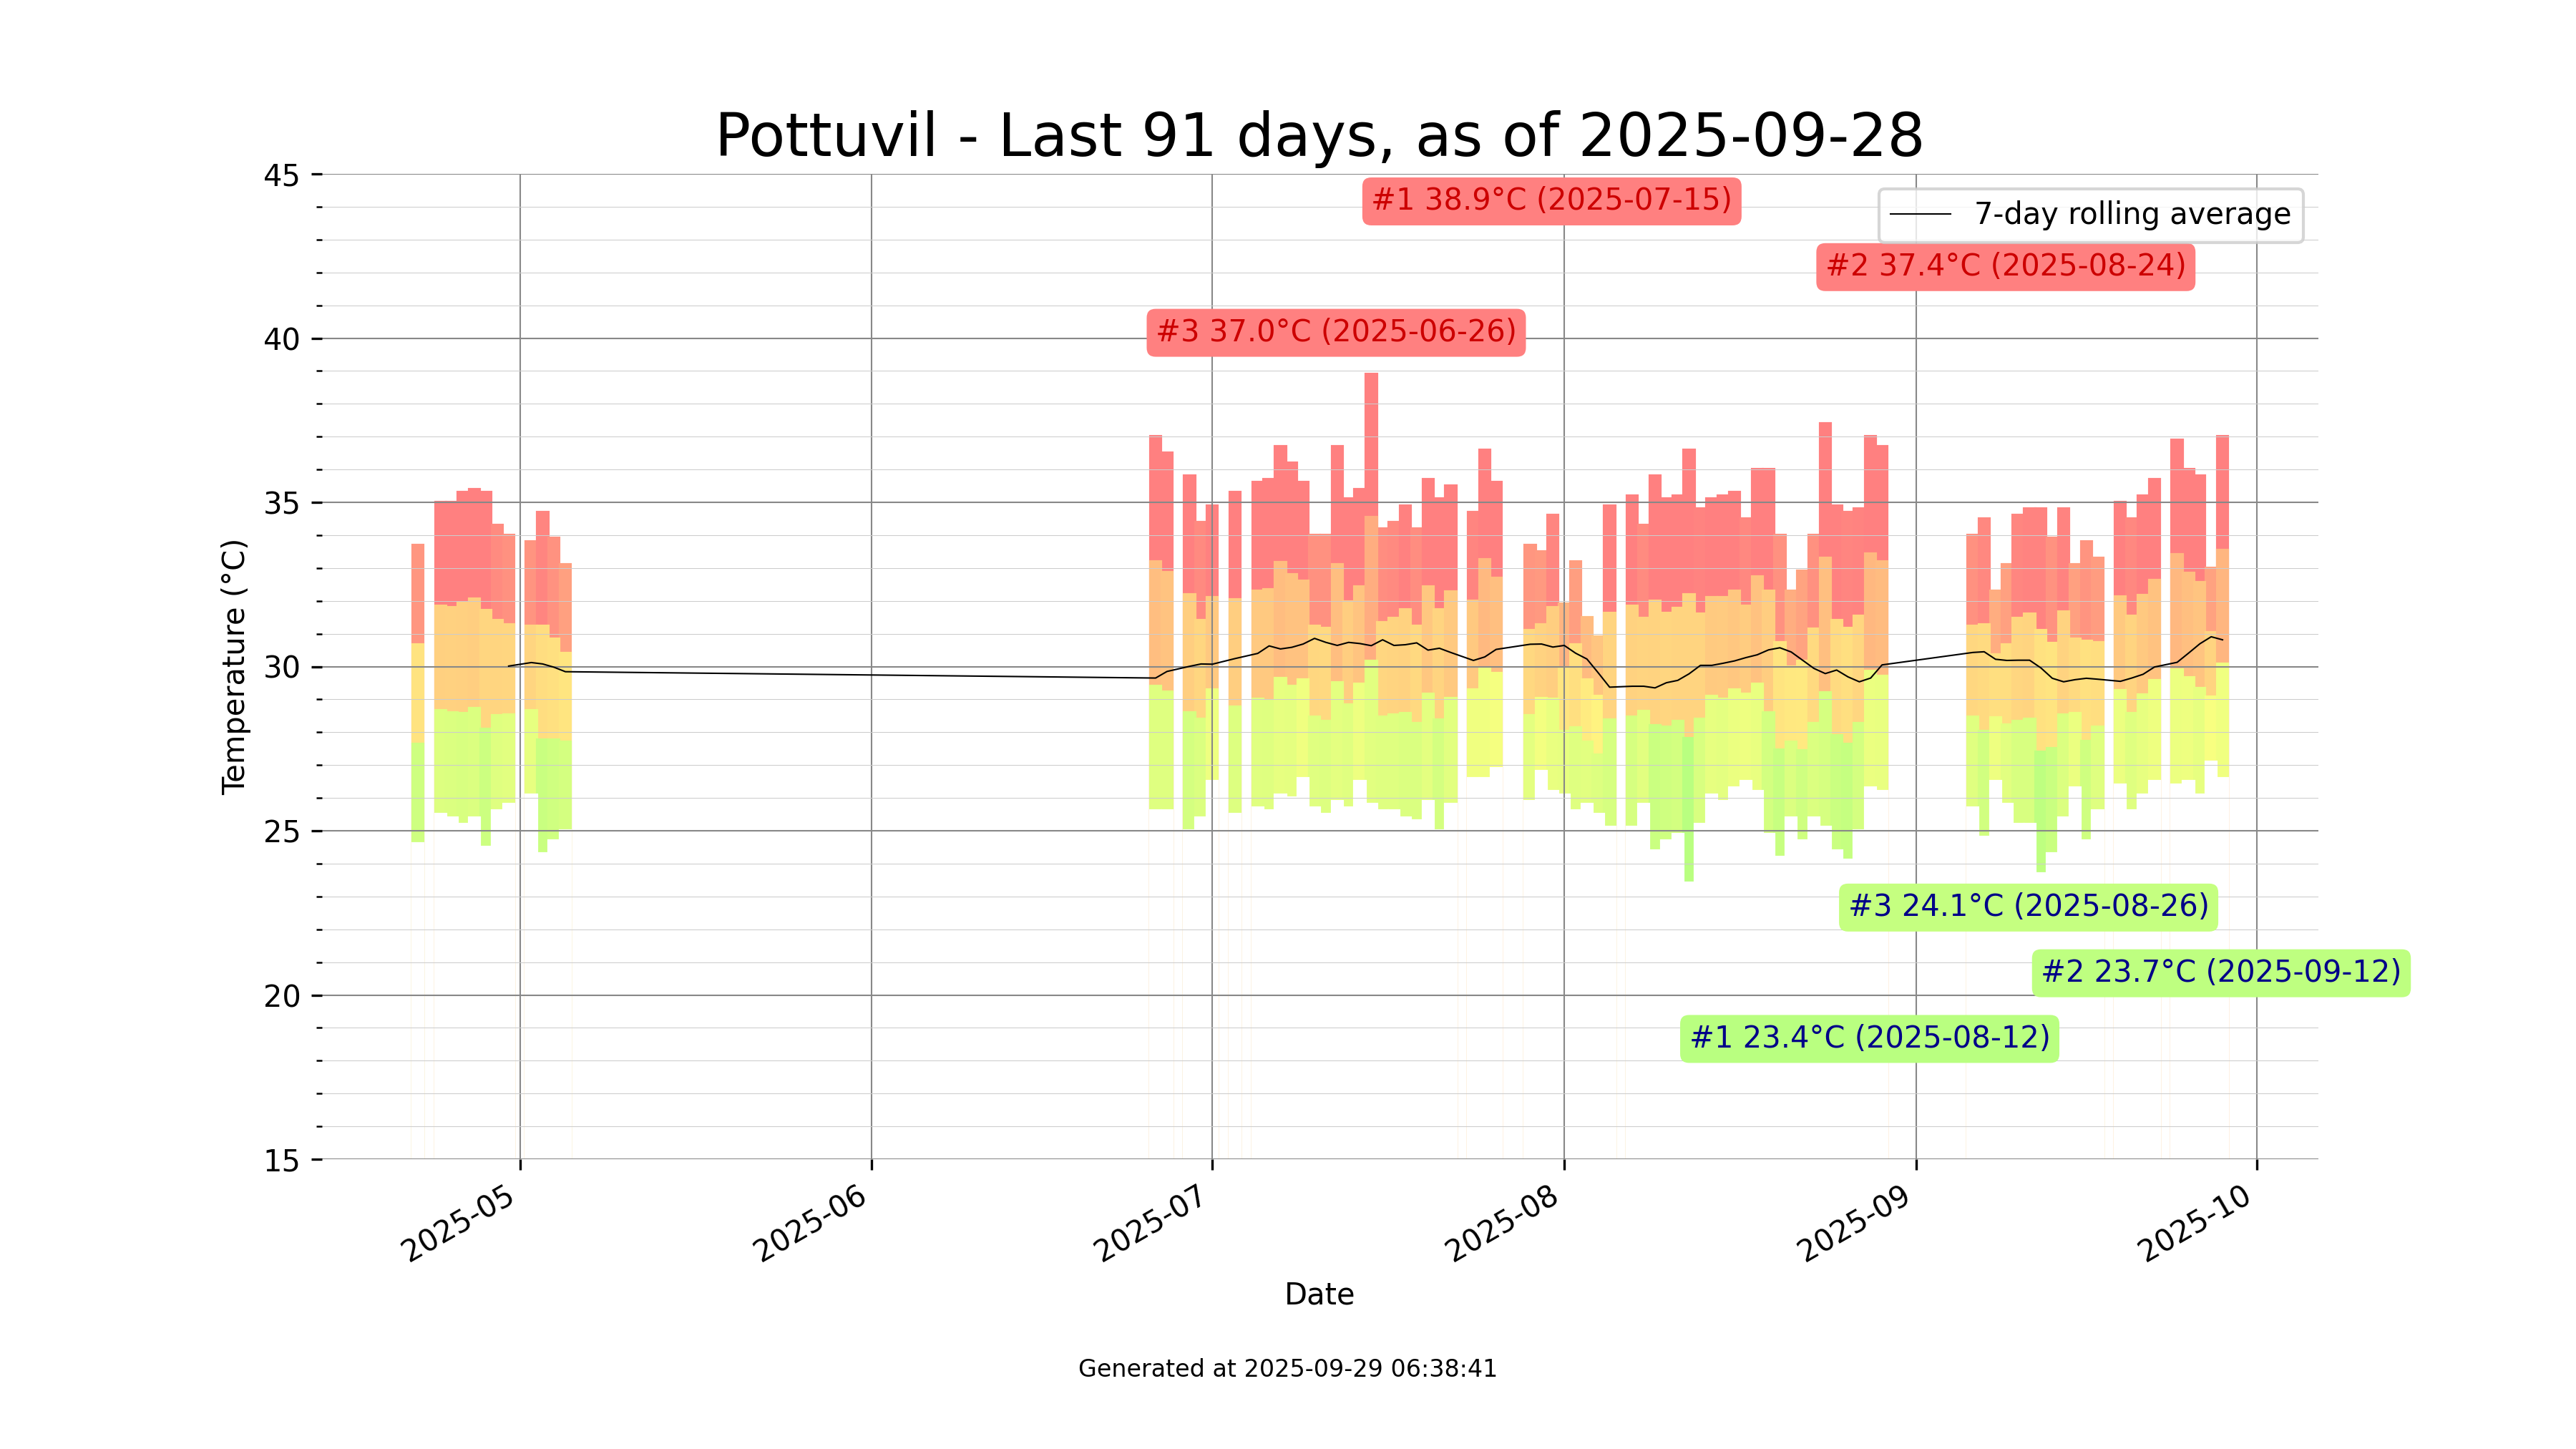 Pottuvil - Last 91 days, as of 2025-09-28
45
#1 38.9°C (2025-07-15)
7-day rolling average
#2 37.4°C (2025-08-24)
#3 37.0°C (2025-06-26)
40
35
Temperature (°C)
30
25
#3 24.1°C (2025-08-26)
#2 23.7°C (2025-09-12)
20
#1 23.4°C (2025-08-12)
15
2025-05
2025-06
2025-07
2025-08
2025-09
2025-10
Date
Generated at 2025-09-29 06:38:41